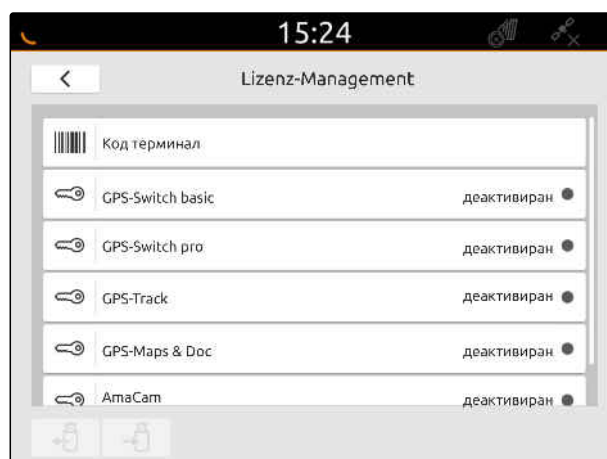 15:24
Lizenz-Management
Код терминал
GPS-Switch basic деактивиран
GPS-Switch pro деактивиран
GPS-Track деактивиран
GPS-Maps & Doc деактивиран
AmaCam деактивиран